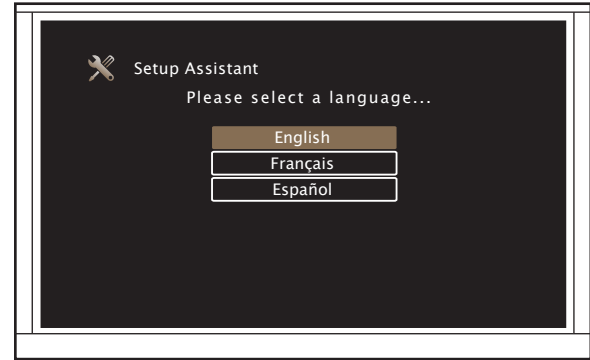 Setup Assistant
Please select a language...
English
Français
Español